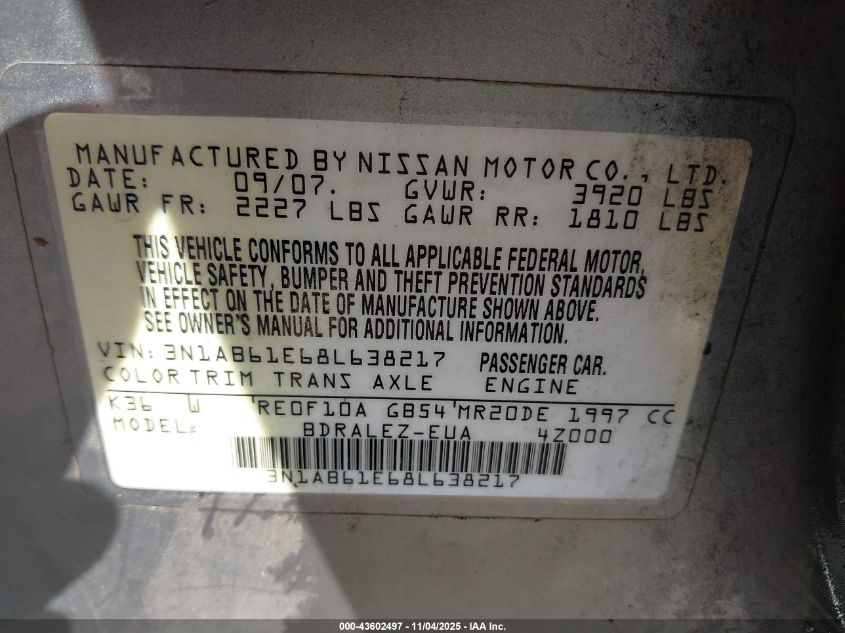 MANUFACTURED BY NISSAN MOTOR CO., LTD.
DATE: 09/07. GVWR: 3920 LBS
GAWR FR: 2227 LBS GAWR RR: 1810 LBS
THIS VEHICLE CONFORMS TO ALL APPLICABLE FEDERAL MOTOR,
VEHICLE SAFETY, BUMPER AND THEFT PREVENTION STANDARDS
IN EFFECT ON THE DATE OF MANUFACTURE SHOWN ABOVE.
SEE OWNER'S MANUAL FOR ADDITIONAL INFORMATION.
VIN: 3N1AB61E68L638217 PASSENGER CAR.
COLOR TRIM TRANS AXLE ENGINE
K36 W RE0F10A GB54 MR20DE 1997 CC
MODEL: BDRALEZ-EUA 4Z000
3N1AB61E68L638217
000-43602497 - 11/04/2025 - IAA Inc.